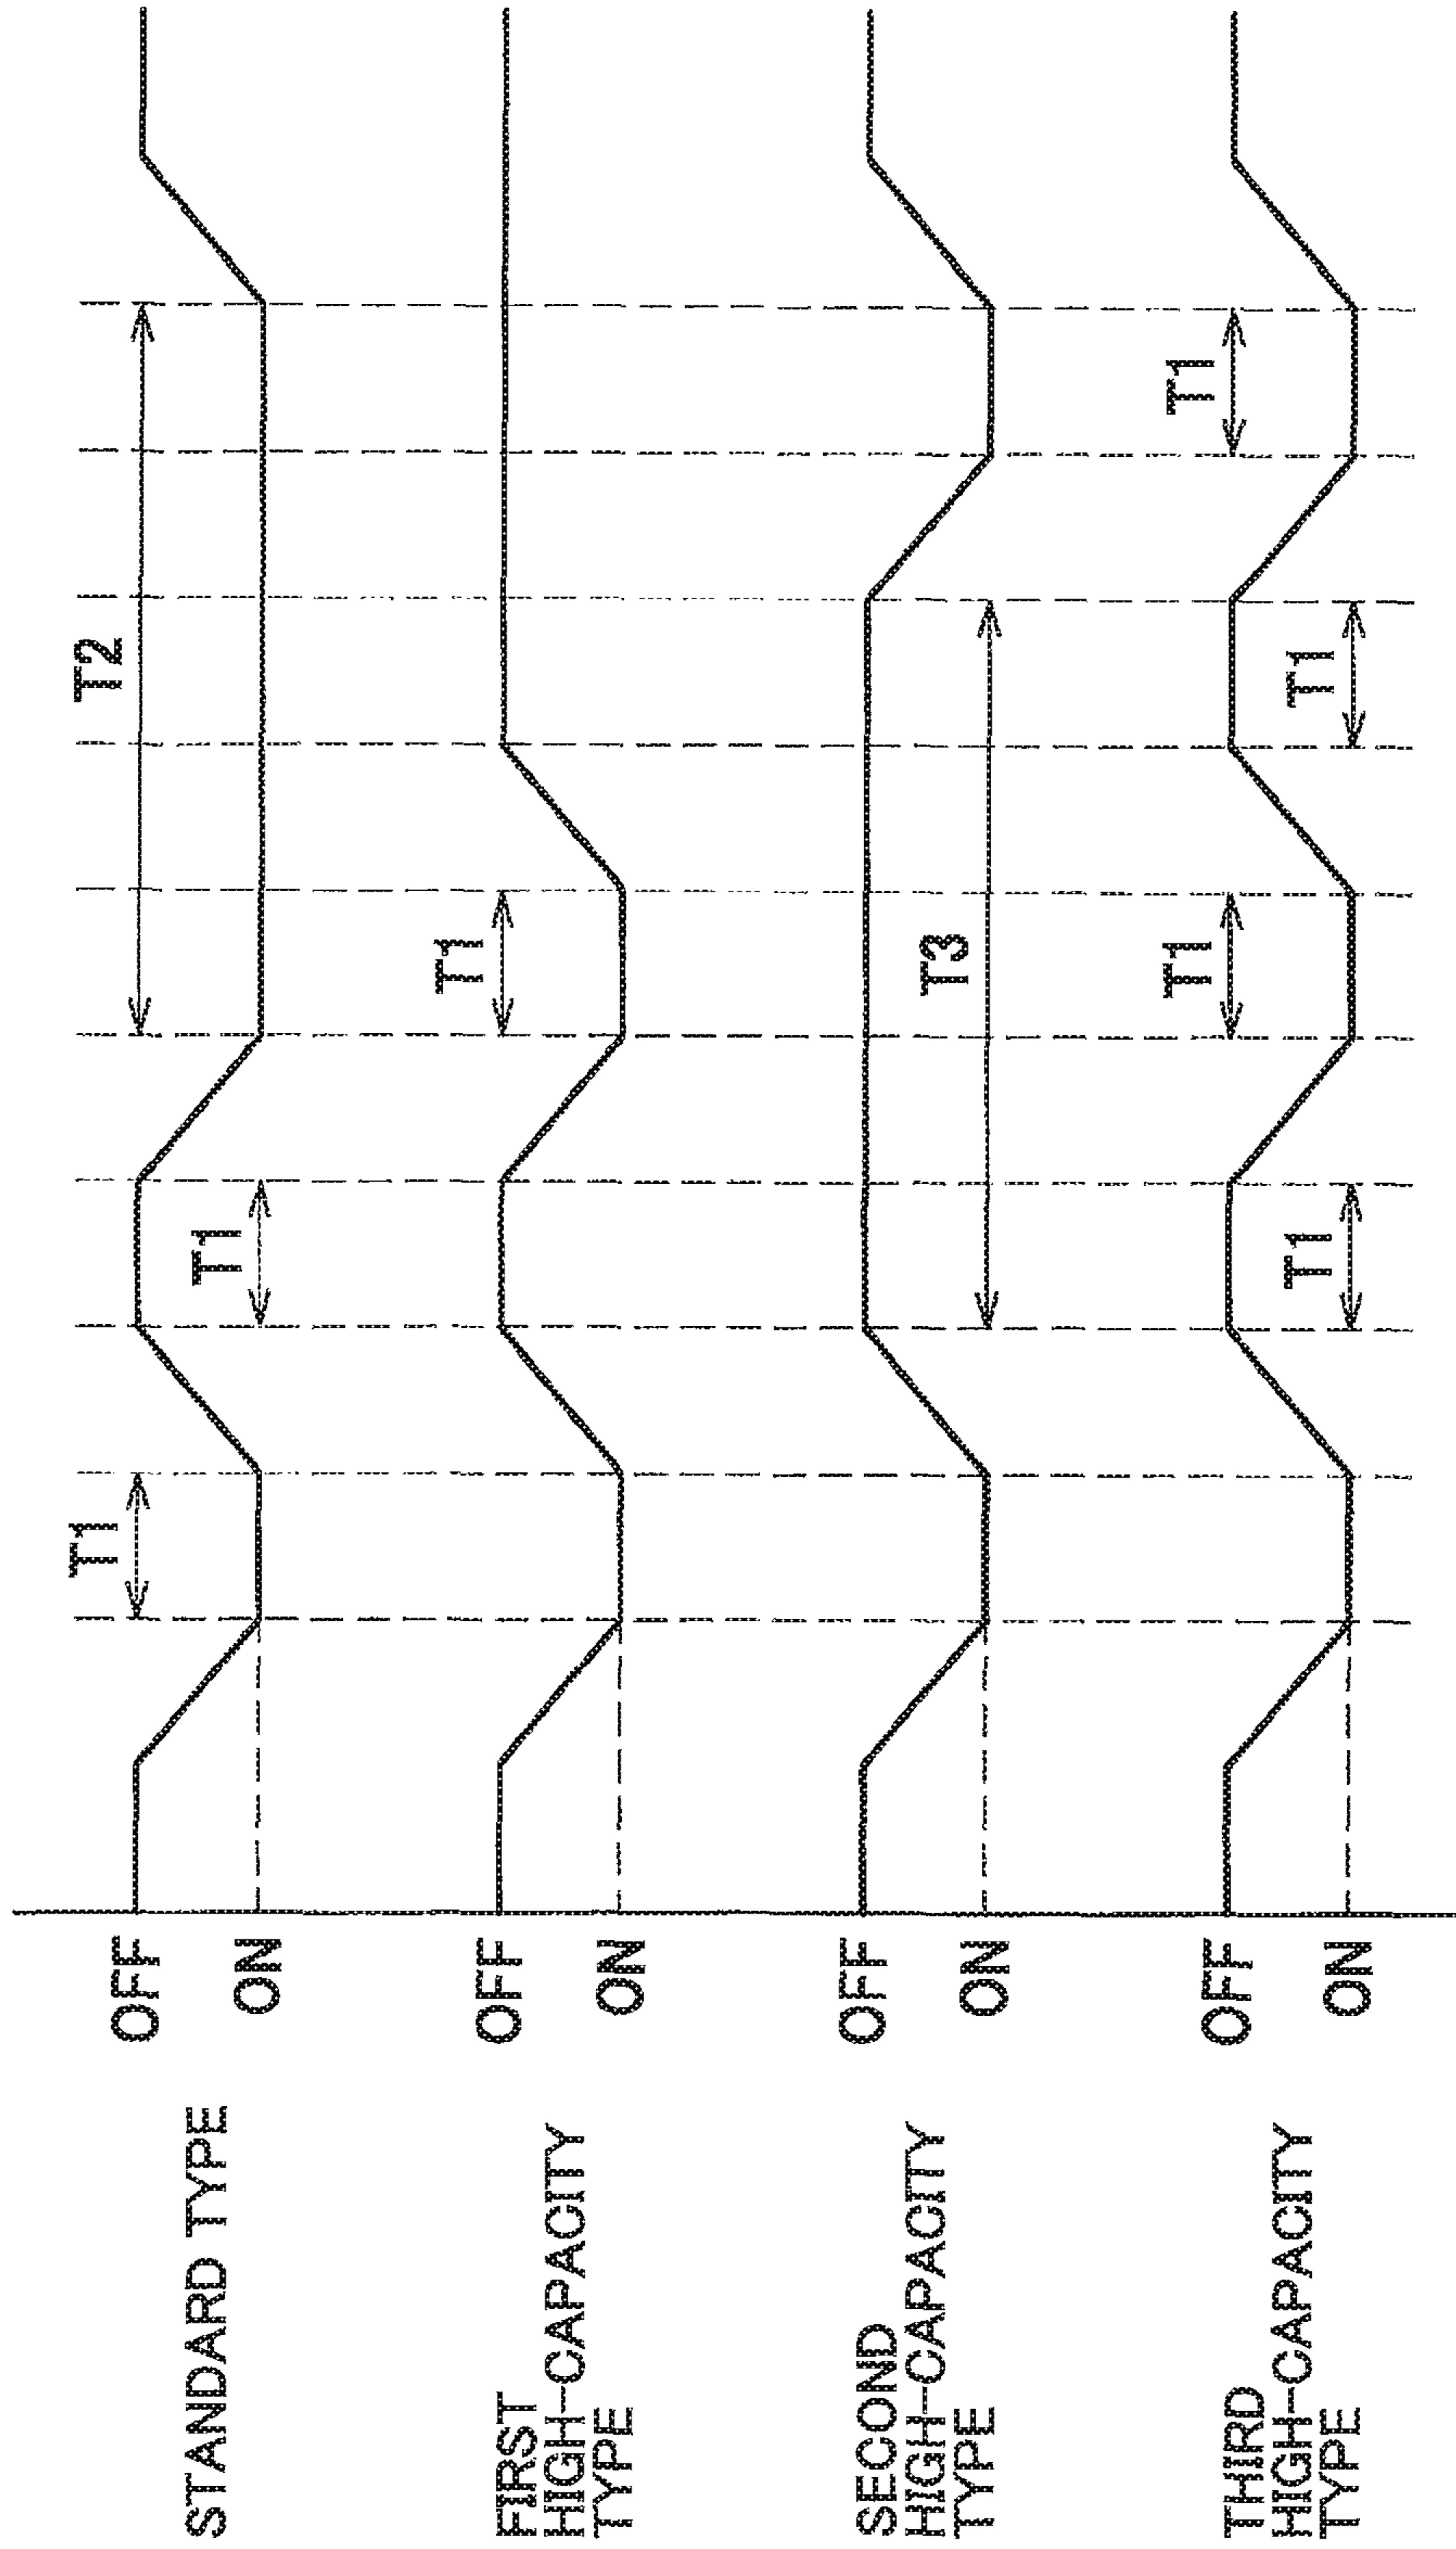 STANDARD TYPE
OFF
ON
T1
T1
T2
FIRST
HIGH-CAPACITY
TYPE
OFF
ON
T1
SECOND
HIGH-CAPACITY
TYPE
OFF
ON
T3
THIRD
HIGH-CAPACITY
TYPE
OFF
ON
T1
T1
T1
T1